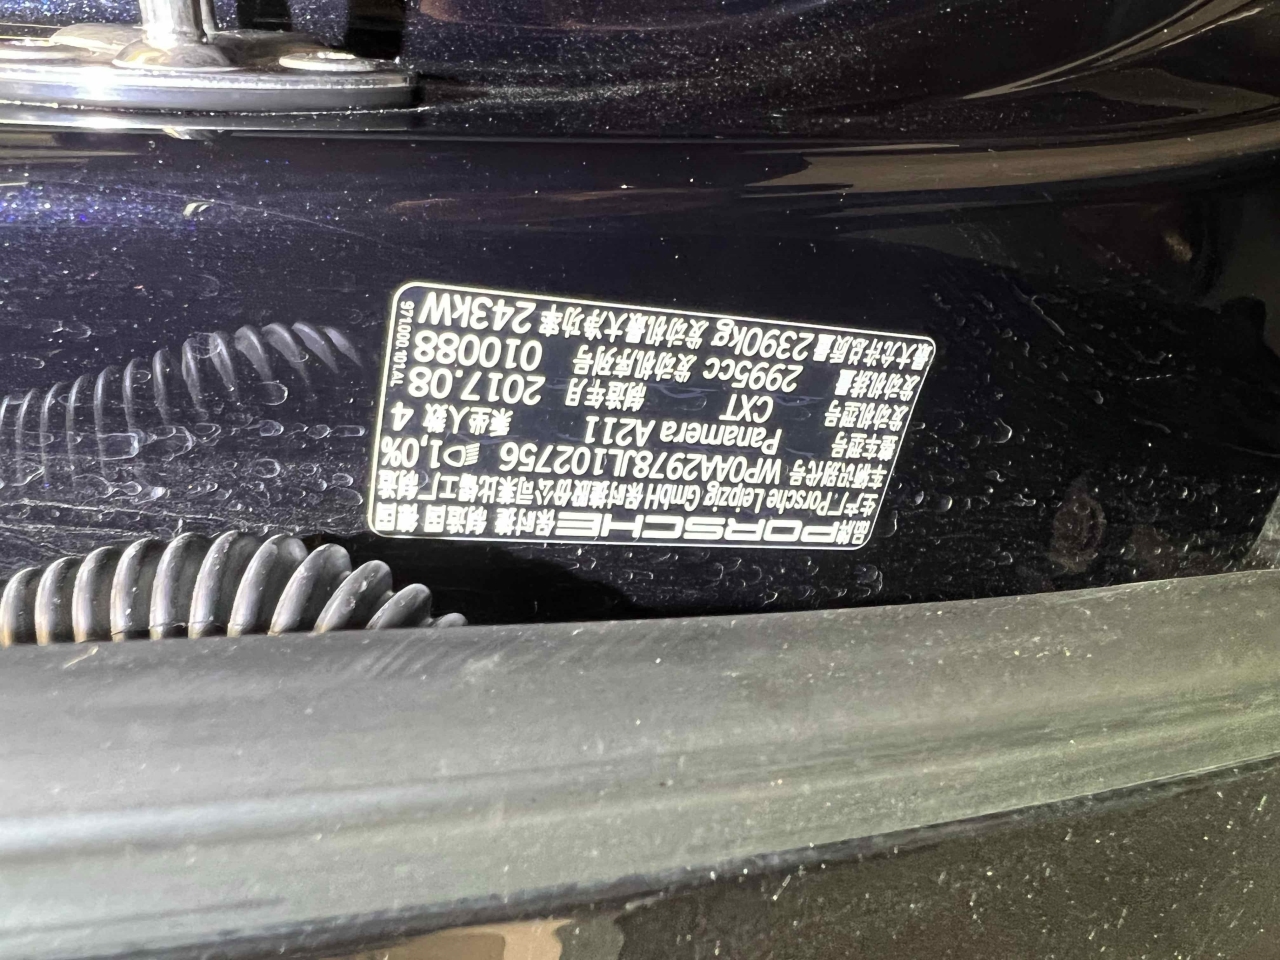 品牌 PORSCHE 保时捷 制造国 德国
生产厂 Porsche Leipzig GmbH 保时捷股份公司莱比锡工厂制造
车辆识别代号 WP0AA2978JL102756 1,0%
整车型号 Panamera A211 乘坐人数 4
发动机型号 CXT 制造年月 2017.08
发动机排量 2995cc 发动机序列号 010088
最大允许总质量 2390kg 发动机最大净功率 243kW
971.000.101.AL